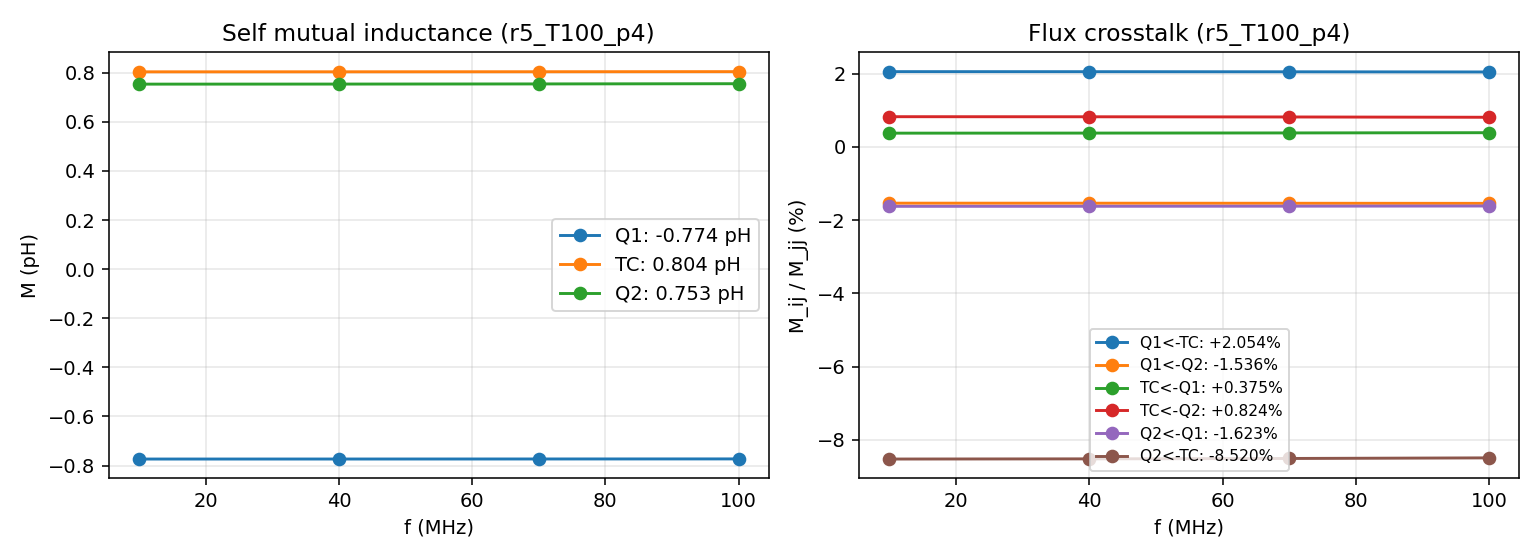 Self mutual inductance (r5_T100_p4)
M (pH)
0.8
0.6
0.4
0.2
0.0
−0.2
−0.4
−0.6
−0.8
Q1: -0.774 pH
TC: 0.804 pH
Q2: 0.753 pH
20 40 60 80 100
f (MHz)
Flux crosstalk (r5_T100_p4)
M_ij / M_jj (%)
2
0
−2
−4
−6
−8
Q1<-TC: +2.054%
Q1<-Q2: -1.536%
TC<-Q1: +0.375%
TC<-Q2: +0.824%
Q2<-Q1: -1.623%
Q2<-TC: -8.520%
20 40 60 80 100
f (MHz)